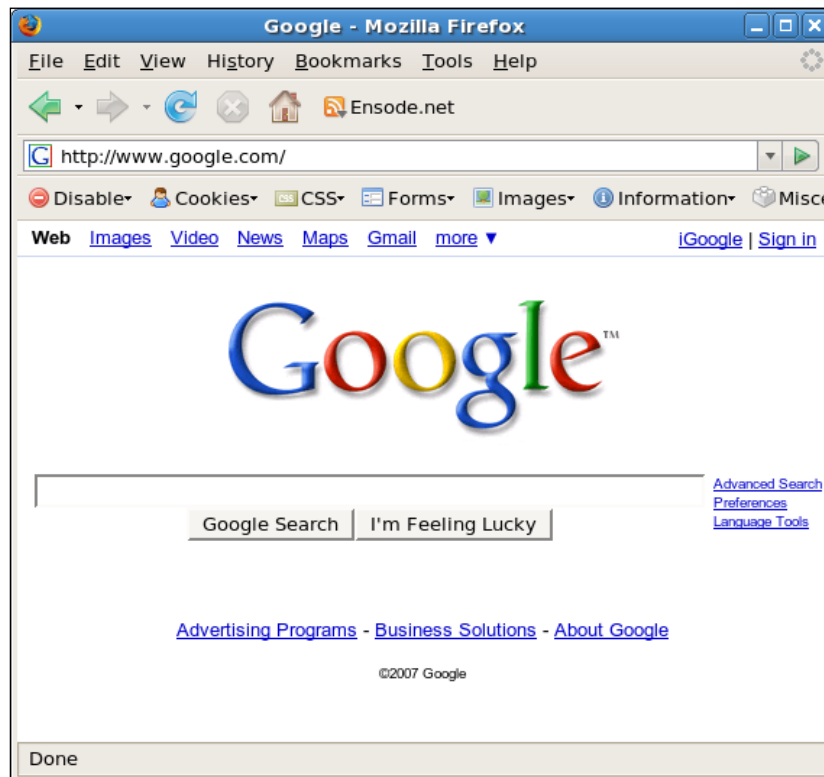 Google - Mozilla Firefox
File Edit View History Bookmarks Tools Help
Ensode.net
G http://www.google.com/
Disable Cookies CSS CSS Forms Images Information
Web Images Video News Maps Gmail more ▼ iGoogle | Sign in
Google™
Advanced Search
Preferences
Language Tools
Google Search I'm Feeling Lucky
Advertising Programs - Business Solutions - About Google
©2007 Google
Done